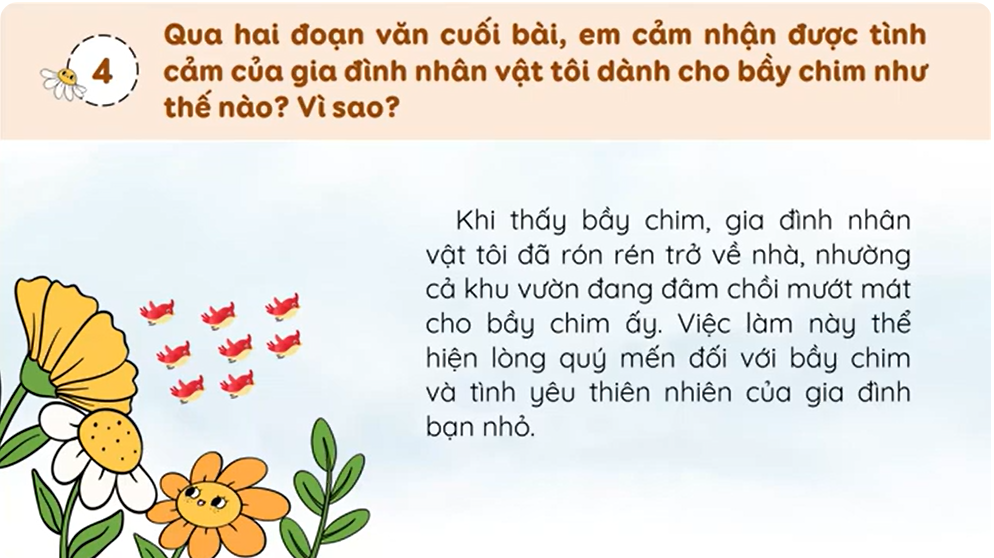 4
Qua hai đoạn văn cuối bài, em cảm nhận được tình
cảm của gia đình nhân vật tôi dành cho bầy chim như
thế nào? Vì sao?
Khi thấy bầy chim, gia đình nhân
vật tôi đã rón rén trở về nhà, nhường
cả khu vườn đang đâm chồi mướt mát
cho bầy chim ấy. Việc làm này thể
hiện lòng quý mến đối với bầy chim
và tình yêu thiên nhiên của gia đình
bạn nhỏ.